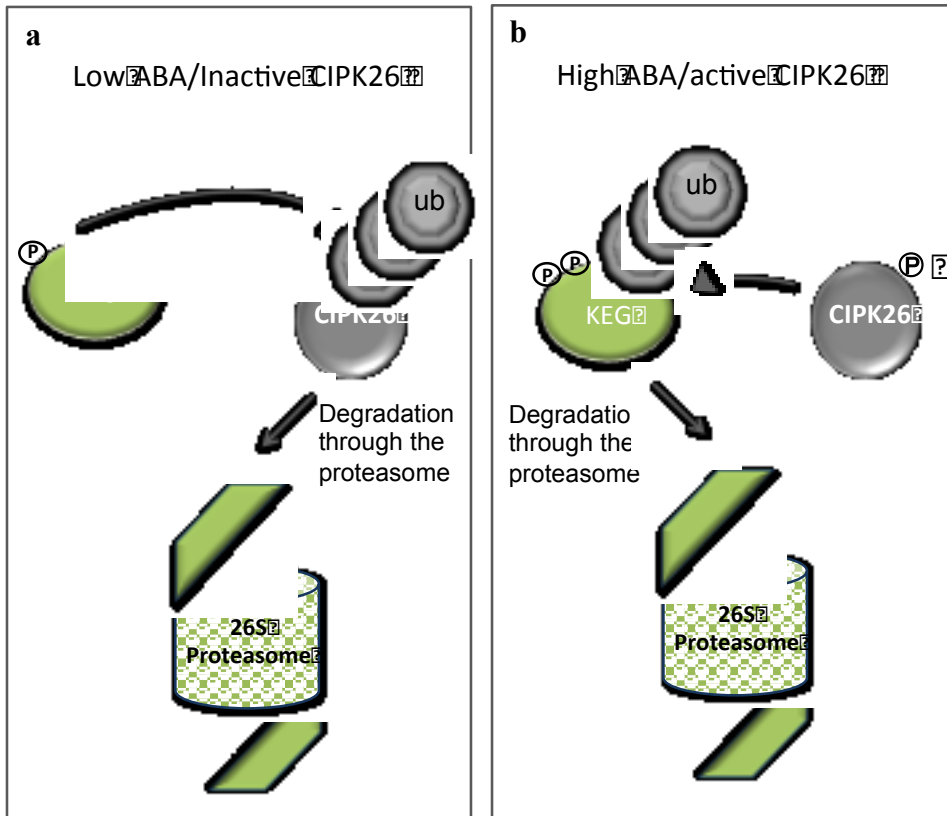 a
Low ABA/Inactive CIPK26
P
ub
CIPK26
Degradation
through the
proteasome
26S
Proteasome
b
High ABA/active CIPK26
ub
P P
KEG
P
CIPK26
Degradatio
through the
proteasome
26S
Proteasome